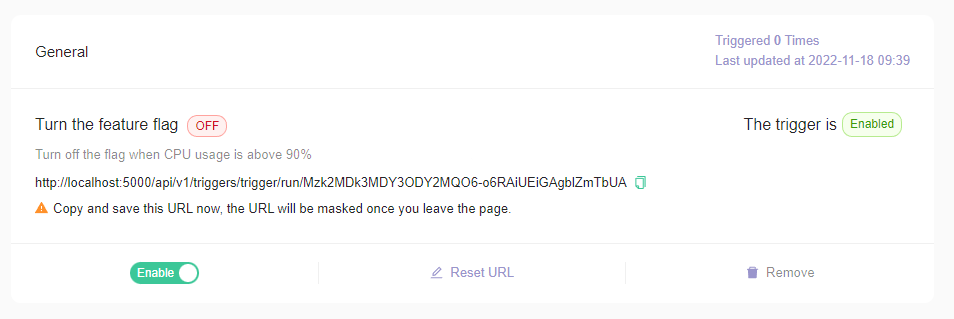 General
Triggered 0 Times
Last updated at 2022-11-18 09:39
Turn the feature flag OFF
The trigger is Enabled
Turn off the flag when CPU usage is above 90%
http://localhost:5000/api/v1/triggers/trigger/run/Mzk2MDk3MDY3ODY2MQO6-o6RAiUEiGAgblZmTbUA
Copy and save this URL now, the URL will be masked once you leave the page.
Enable
Reset URL
Remove